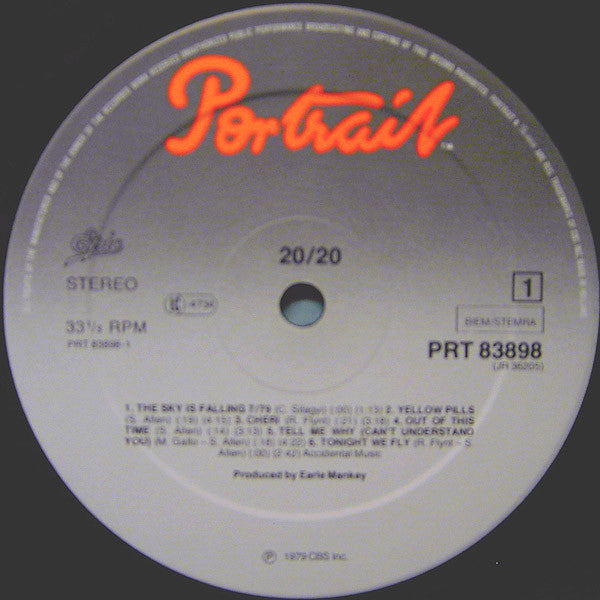 Portrait
TM
Epic
20/20
STEREO
1
33⅓ RPM
BIEM/STEMRA
PRT 83898-1
PRT 83898
(JR 36205)
1. THE SKY IS FALLING 7/79 (C. Silagyi) (:00) (1:13) 2. YELLOW PILLS
(S. Allen) (:16) (4:15) 3. CHERI (R. Flynt) (:21) (3:18) 4. OUT OF THIS
TIME (S. Allen) (:14) (3:13) 5. TELL ME WHY (CAN'T UNDERSTAND
YOU) (M. Gallo - S. Allen) (:18) (4:22) 6. TONIGHT WE FLY (R. Flynt - S.
Allen) (:00) (2:42) Accidental Music
Produced by Earle Mankey
Ⓟ 1979 CBS Inc.